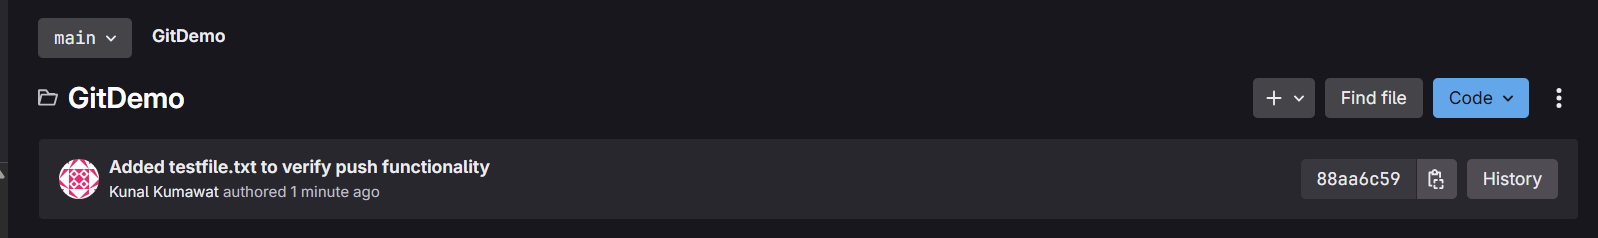 main
GitDemo
GitDemo
Find file
Code
Added testfile.txt to verify push functionality
Kunal Kumawat authored 1 minute ago
88aa6c59
History